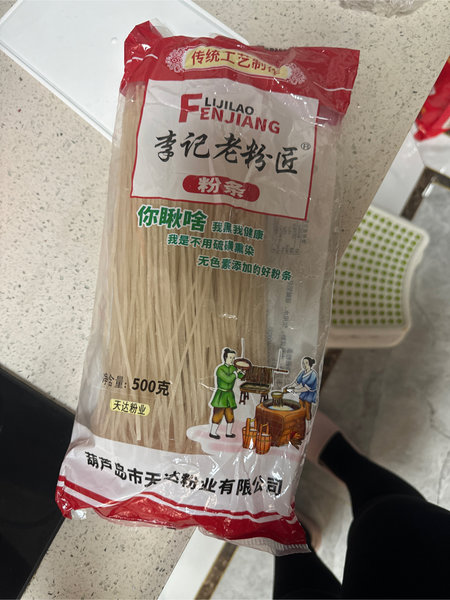 传统工艺制作
LIJILAO
FENJIANG
李记老粉匠®
粉条
你瞅啥 我黑我健康
我是不用硫磺熏染
无色素添加的好粉条
净含量:500克
天达粉业
葫芦岛市天达粉业有限公司